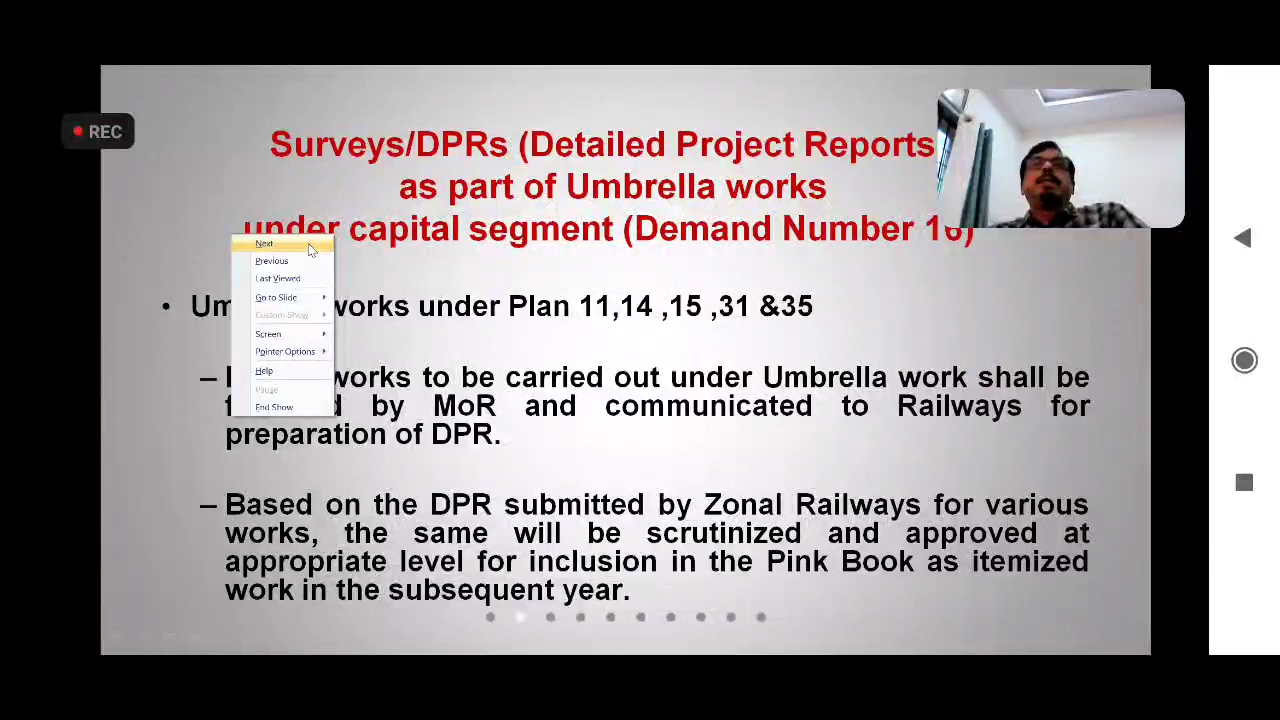 REC
Surveys/DPRs (Detailed Project Reports
as part of Umbrella works
under capital segment (Demand Number 16)
Next
Previous
Last Viewed
Go to Slide
Custom Show
Screen
Pointer Options
Help
Pause
End Show
• works under Plan 11,14 ,15 ,31 &35
– works to be carried out under Umbrella work shall be
by MoR and communicated to Railways for
preparation of DPR.
– Based on the DPR submitted by Zonal Railways for various
works, the same will be scrutinized and approved at
appropriate level for inclusion in the Pink Book as itemized
work in the subsequent year.